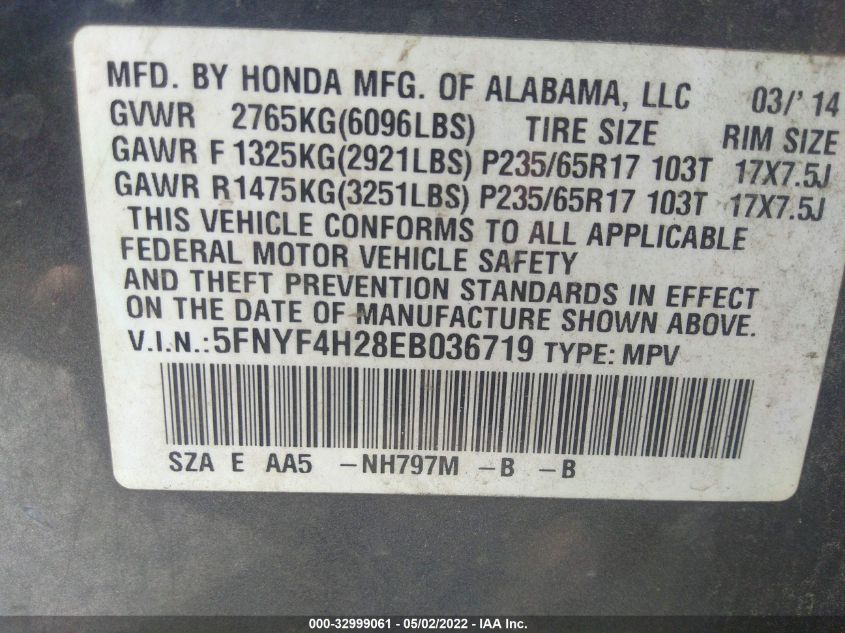 MFD. BY HONDA MFG. OF ALABAMA, LLC 03/'14
GVWR 2765KG(6096LBS) TIRE SIZE RIM SIZE
GAWR F 1325KG(2921LBS) P235/65R17 103T 17X7.5J
GAWR R 1475KG(3251LBS) P235/65R17 103T 17X7.5J
THIS VEHICLE CONFORMS TO ALL APPLICABLE
FEDERAL MOTOR VEHICLE SAFETY
AND THEFT PREVENTION STANDARDS IN EFFECT
ON THE DATE OF MANUFACTURE SHOWN ABOVE.
V.I.N.:5FNYF4H28EB036719 TYPE: MPV
SZA E AA5 -NH797M -B -B
000-32999061 - 05/02/2022 - IAA Inc.